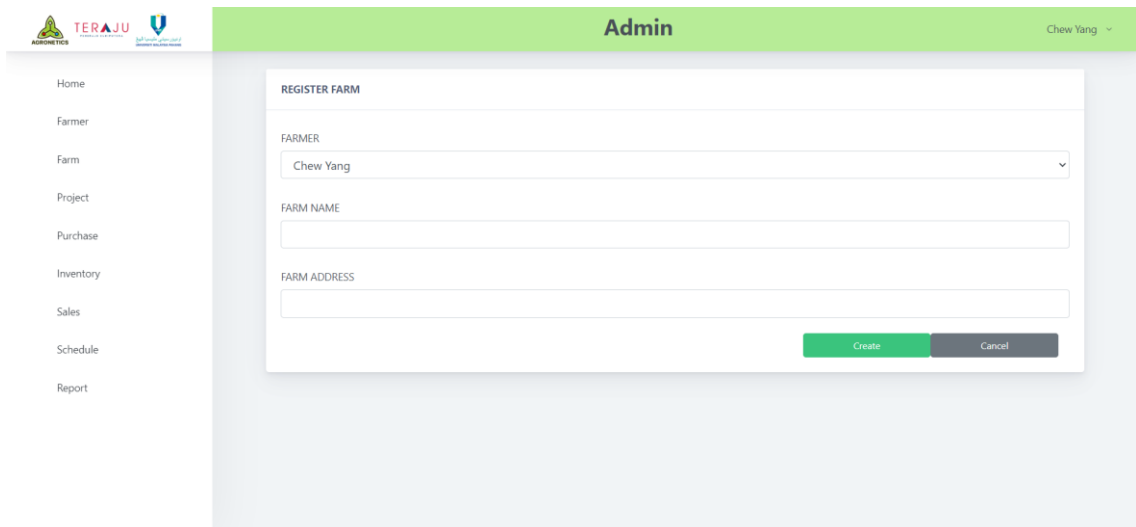 AGRONETICS
TERAJU
Admin
Chew Yang
Home
Farmer
Farm
Project
Purchase
Inventory
Sales
Schedule
Report
REGISTER FARM
FARMER
Chew Yang
FARM NAME
FARM ADDRESS
Create
Cancel